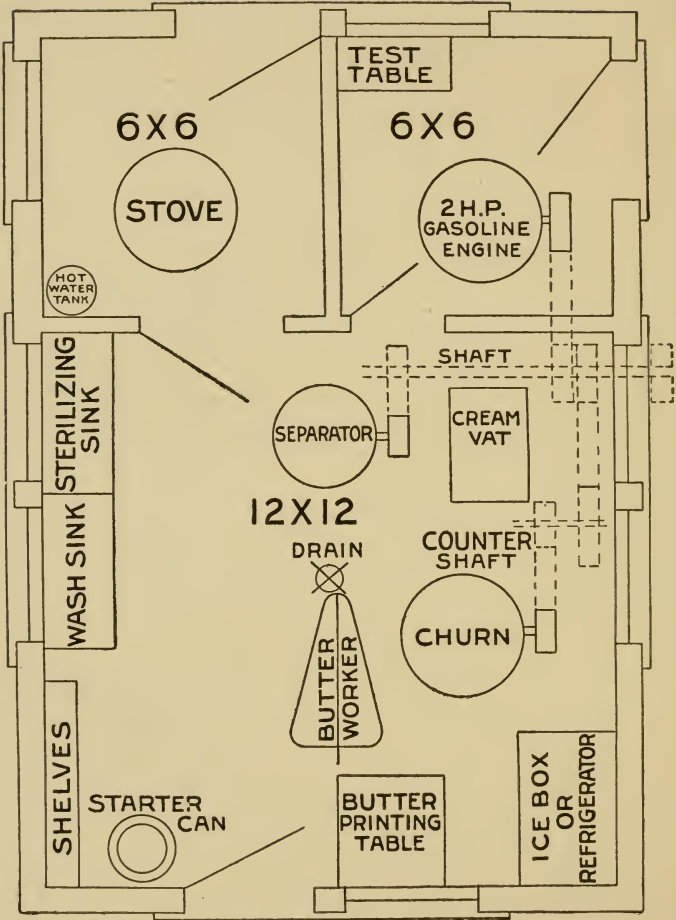 TEST
TABLE
6X6
6X6
STOVE
2 H.P.
GASOLINE
ENGINE
HOT
WATER
TANK
SHAFT
STERILIZING
SINK
SEPARATOR
CREAM
VAT
12X12
WASH SINK
DRAIN
COUNTER
SHAFT
CHURN
BUTTER
WORKER
SHELVES
STARTER
CAN
BUTTER
PRINTING
TABLE
ICE BOX
OR
REFRIGERATOR